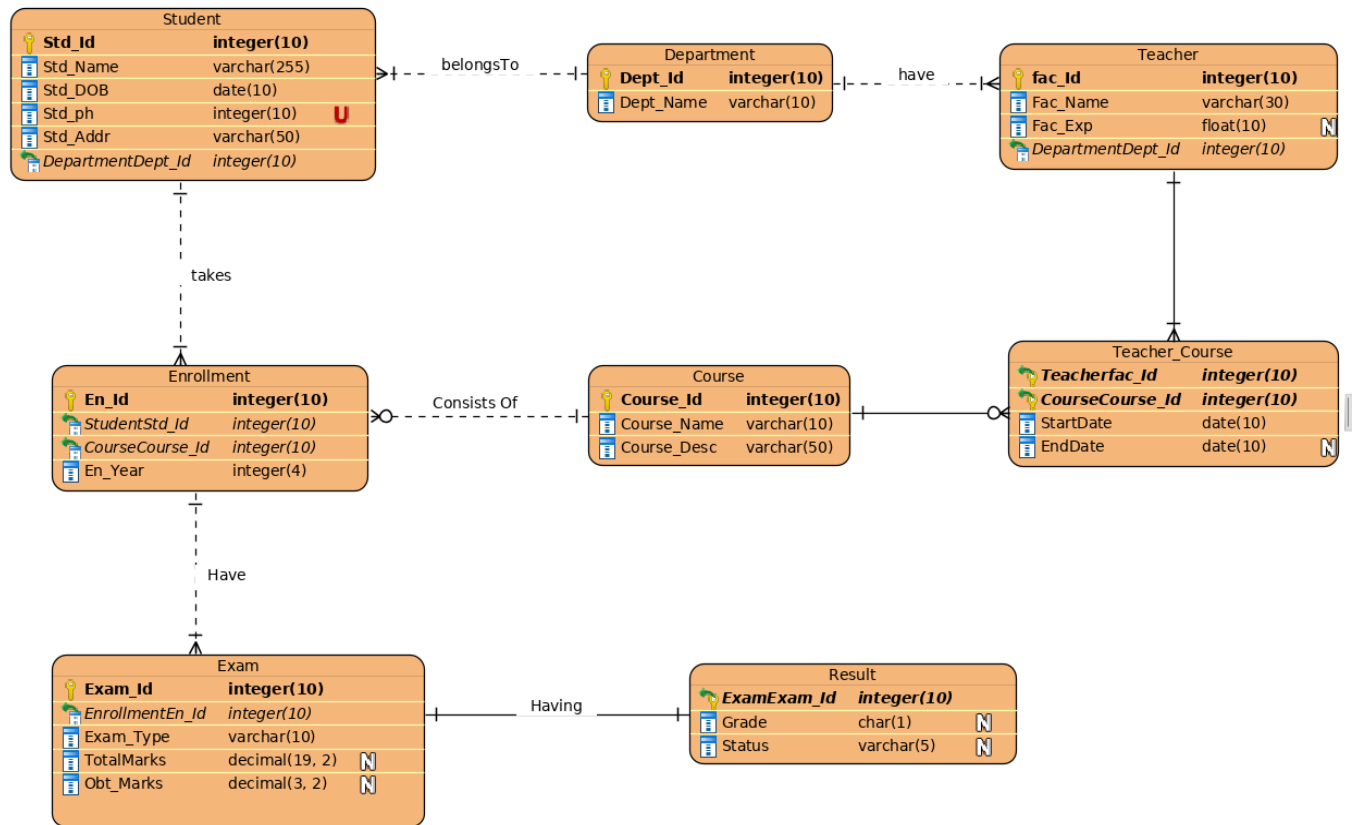 Student
Std_Id integer(10)
Std_Name varchar(255)
Std_DOB date(10)
Std_ph integer(10) U
Std_Addr varchar(50)
DepartmentDept_Id integer(10)
belongsTo
Department
Dept_Id integer(10)
Dept_Name varchar(10)
have
Teacher
fac_Id integer(10)
Fac_Name varchar(30)
Fac_Exp float(10) N
DepartmentDept_Id integer(10)
takes
Enrollment
En_Id integer(10)
StudentStd_Id integer(10)
CourseCourse_Id integer(10)
En_Year integer(4)
Consists Of
Course
Course_Id integer(10)
Course_Name varchar(10)
Course_Desc varchar(50)
Teacher_Course
Teacherfac_Id integer(10)
CourseCourse_Id integer(10)
StartDate date(10)
EndDate date(10) N
Have
Exam
Exam_Id integer(10)
EnrollmentEn_Id integer(10)
Exam_Type varchar(10)
TotalMarks decimal(19, 2) N
Obt_Marks decimal(3, 2) N
Having
Result
ExamExam_Id integer(10)
Grade char(1) N
Status varchar(5) N